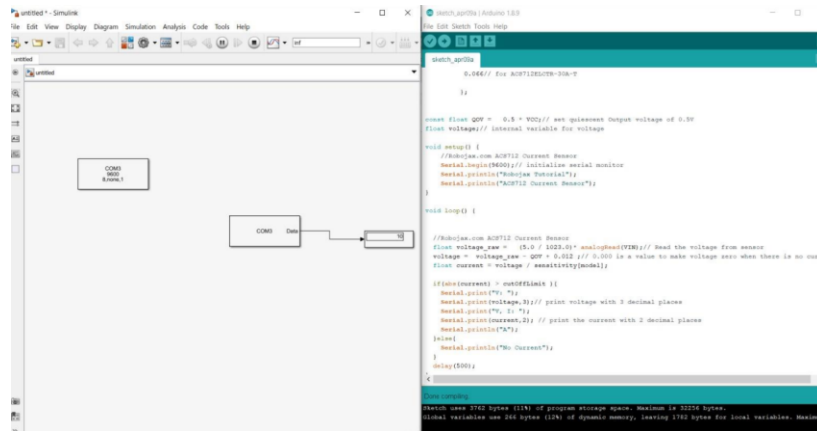 untitled * - Simulink
File Edit View Display Diagram Simulation Analysis Code Tools Help
inf
untitled
untitled
COM3
9600
8,none,1
COM3 Data
10
sketch_apr09a | Arduino 1.8.9
File Edit Sketch Tools Help
sketch_apr09a
0.066// for ACS712ELCTR-30A-T
};
const float QOV = 0.5 * VCC;// set quiescent Output voltage of 0.5V
float voltage;// internal variable for voltage
void setup() {
//Robojax.com ACS712 Current Sensor
Serial.begin(9600);// initialize serial monitor
Serial.println("Robojax Tutorial");
Serial.println("ACS712 Current Sensor");
}
void loop() {
//Robojax.com ACS712 Current Sensor
float voltage_raw = (5.0 / 1023.0)* analogRead(VIN);// Read the voltage from sensor
voltage = voltage_raw - QOV + 0.012 ;// 0.000 is a value to make voltage zero when there is no cur
float current = voltage / sensitivity[model];
if(abs(current) > cutOffLimit ){
Serial.print("V: ");
Serial.print(voltage,3);// print voltage with 3 decimal places
Serial.print("V, I: ");
Serial.print(current,2); // print the current with 2 decimal places
Serial.println("A");
}else{
Serial.println("No Current");
}
delay(500);
Done compiling.
Sketch uses 3762 bytes (11%) of program storage space. Maximum is 32256 bytes.
Global variables use 266 bytes (12%) of dynamic memory, leaving 1782 bytes for local variables. Maxim